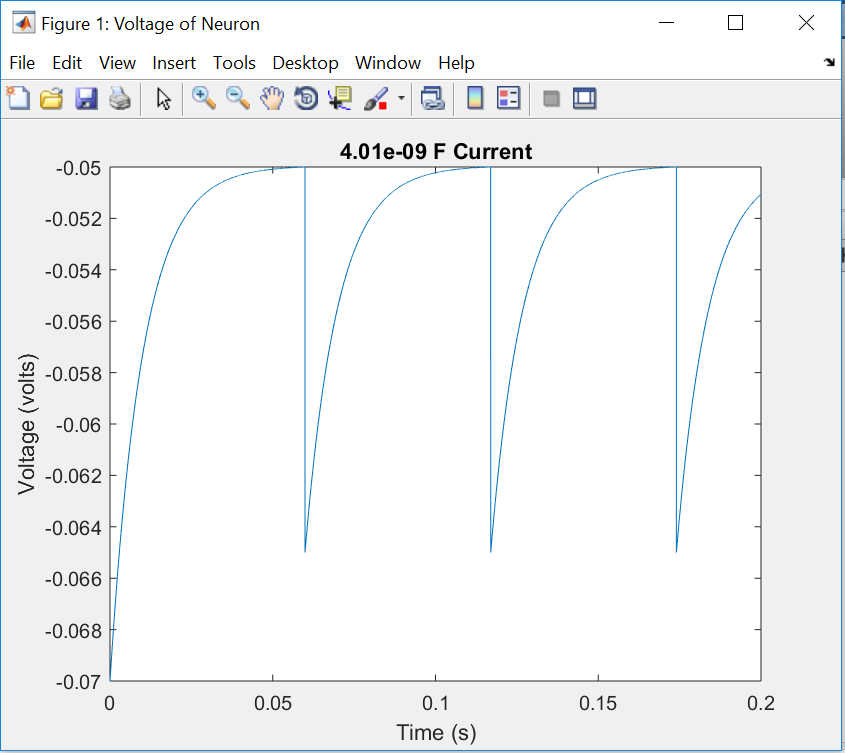 Figure 1: Voltage of Neuron
File Edit View Insert Tools Desktop Window Help
4.01e-09 F Current
-0.05
-0.052
-0.054
-0.056
-0.058
-0.06
-0.062
-0.064
-0.066
-0.068
-0.07
Voltage (volts)
0 0.05 0.1 0.15 0.2
Time (s)